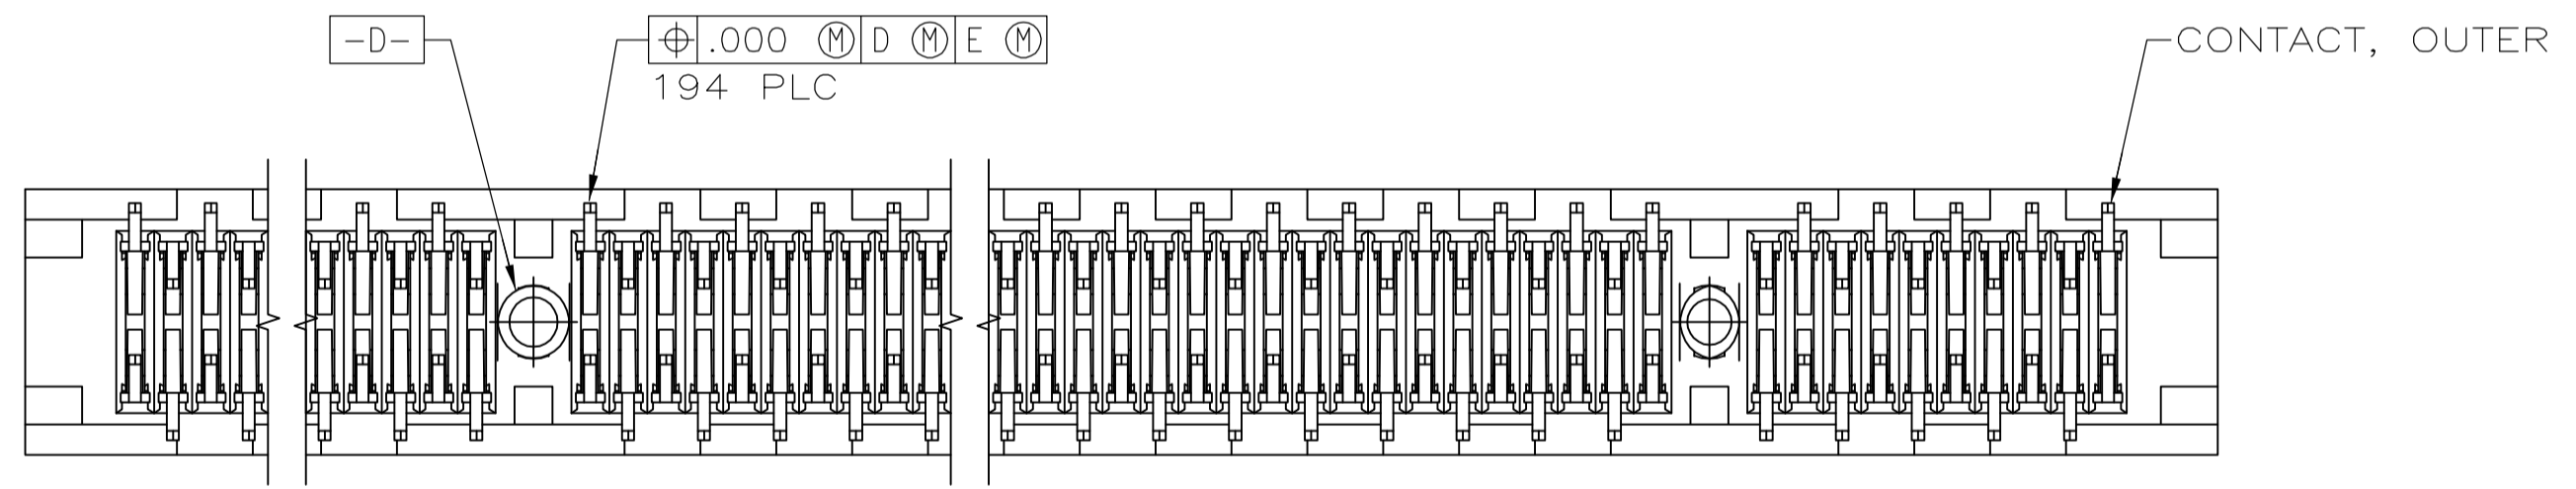 -D-
⌖ .000 Ⓜ D Ⓜ E Ⓜ
194 PLC
CONTACT, OUTER